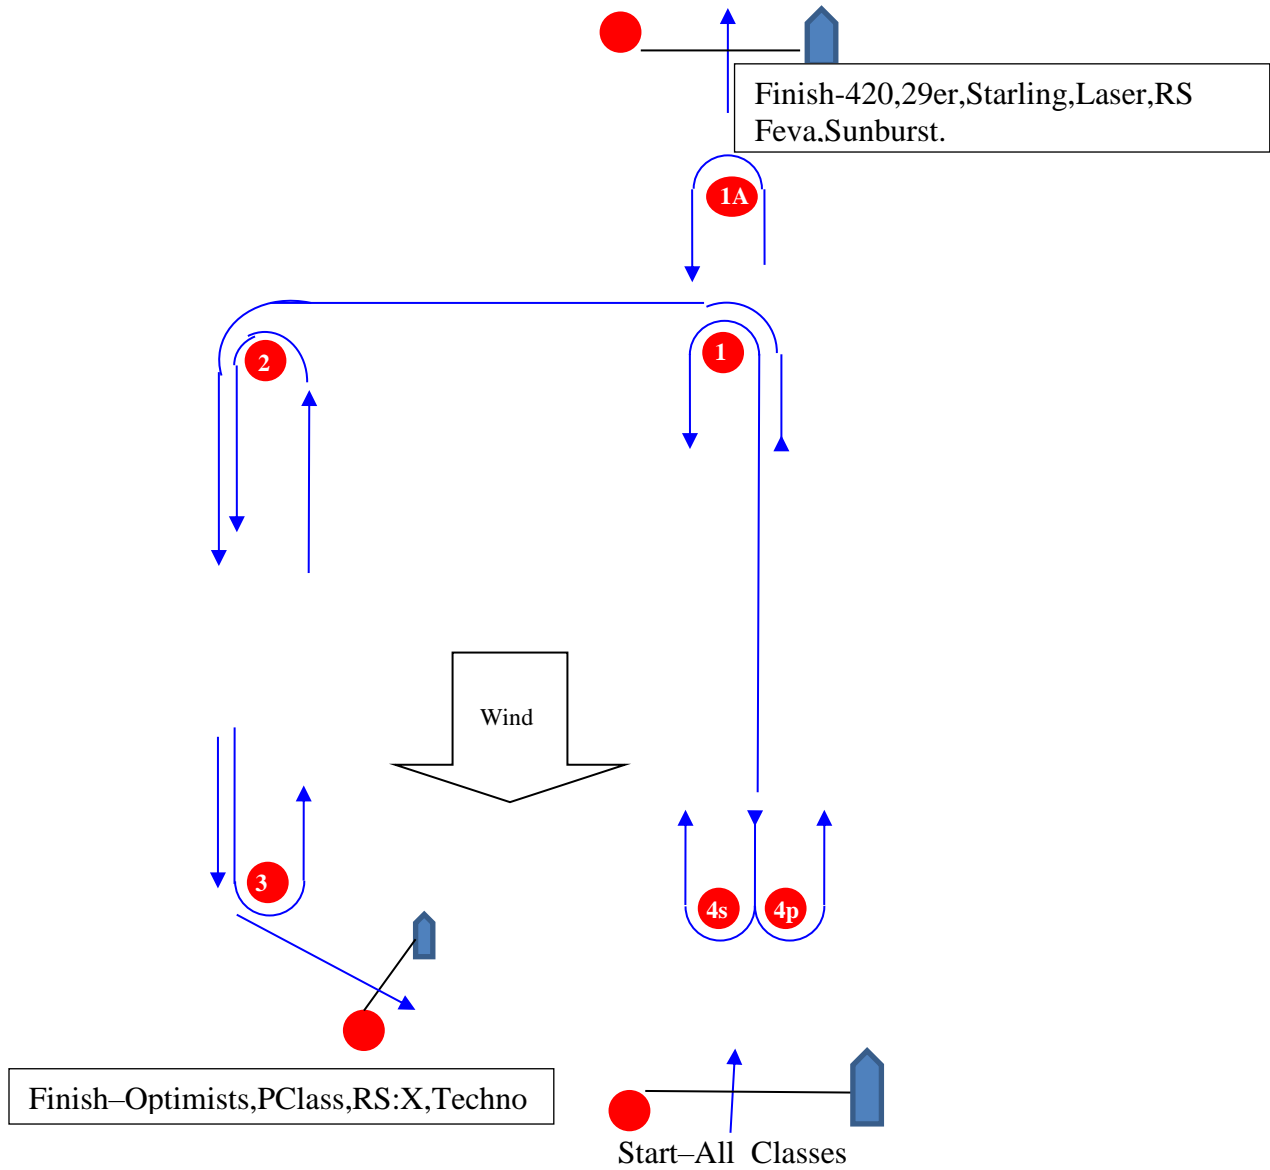 Finish-420,29er,Starling,Laser,RS
Feva,Sunburst.
1A
1
2
Wind
3
4s
4p
Finish–Optimists,PClass,RS:X,Techno
Start–All Classes